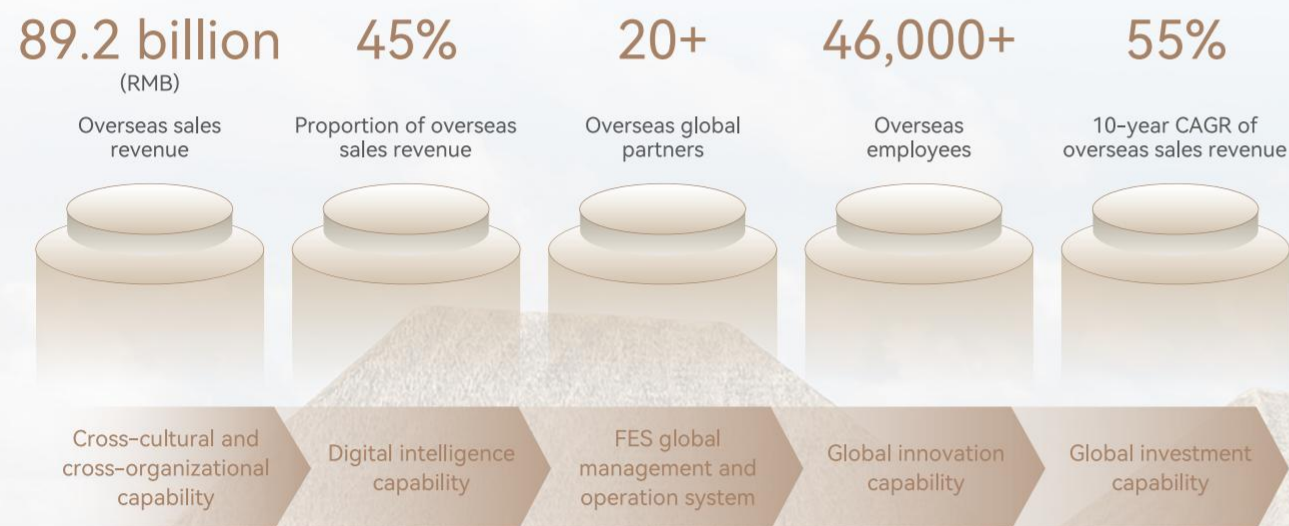 89.2 billion
(RMB)
Overseas sales
revenue
45%
Proportion of overseas
sales revenue
20+
Overseas global
partners
46,000+
Overseas
employees
55%
10-year CAGR of
overseas sales revenue
Cross-cultural and
cross-organizational
capability
Digital intelligence
capability
FES global
management and
operation system
Global innovation
capability
Global investment
capability